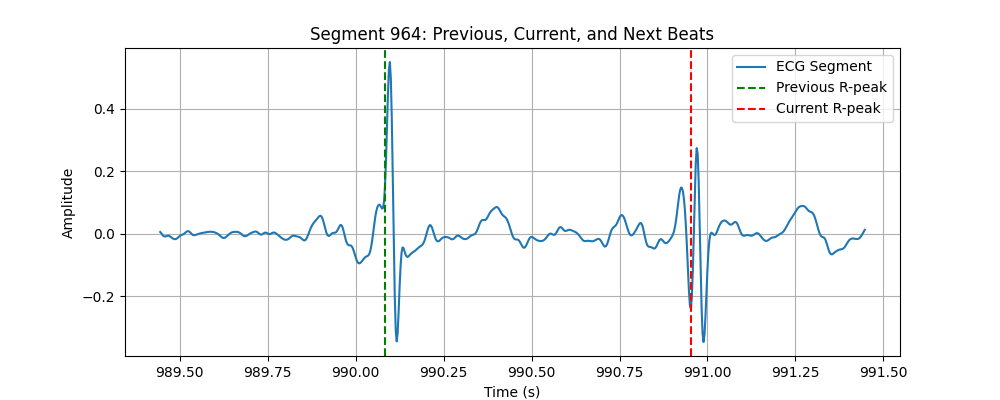 Segment 964: Previous, Current, and Next Beats
ECG Segment
Previous R-peak
Current R-peak
Amplitude
0.4
0.2
0.0
−0.2
989.50 989.75 990.00 990.25 990.50 990.75 991.00 991.25 991.50
Time (s)